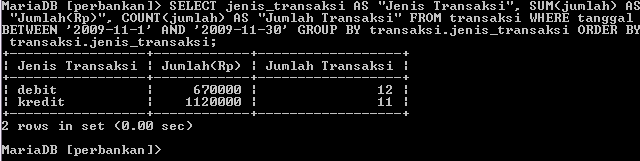 MariaDB [perbankan]> SELECT jenis_transaksi AS "Jenis Transaksi", SUM(jumlah) AS
"Jumlah(Rp)", COUNT(jumlah) AS "Jumlah Transaksi" FROM transaksi WHERE tanggal
BETWEEN '2009-11-1' AND '2009-11-30' GROUP BY transaksi.jenis_transaksi ORDER BY
transaksi.jenis_transaksi;
+-----------------+------------+------------------+
| Jenis Transaksi | Jumlah(Rp) | Jumlah Transaksi |
+-----------------+------------+------------------+
| debit           |     670000 |               12 |
| kredit          |    1120000 |               11 |
+-----------------+------------+------------------+
2 rows in set (0.00 sec)
MariaDB [perbankan]>